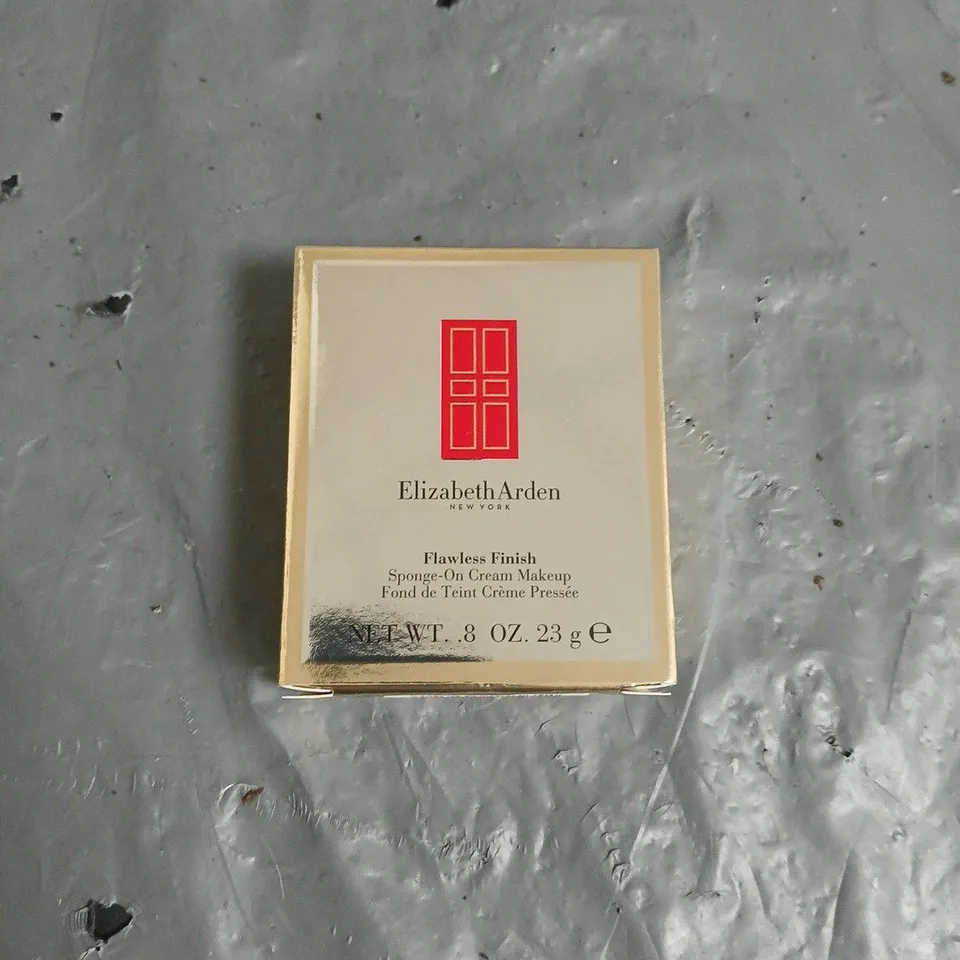 ElizabethArden
NEW YORK
Flawless Finish
Sponge-On Cream Makeup
Fond de Teint Crème Pressée
NET WT. .8 OZ. 23 g ℮